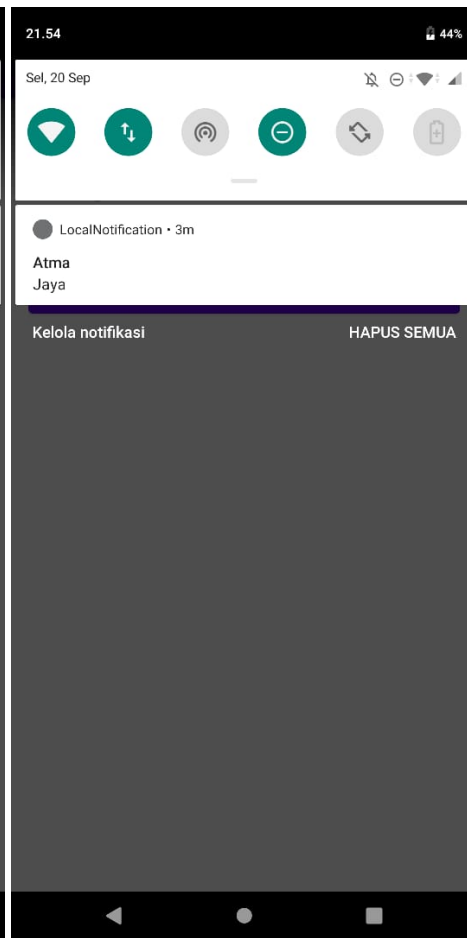 21.54 44%
Sel, 20 Sep
LocalNotification • 3m
Atma
Jaya
Kelola notifikasi HAPUS SEMUA